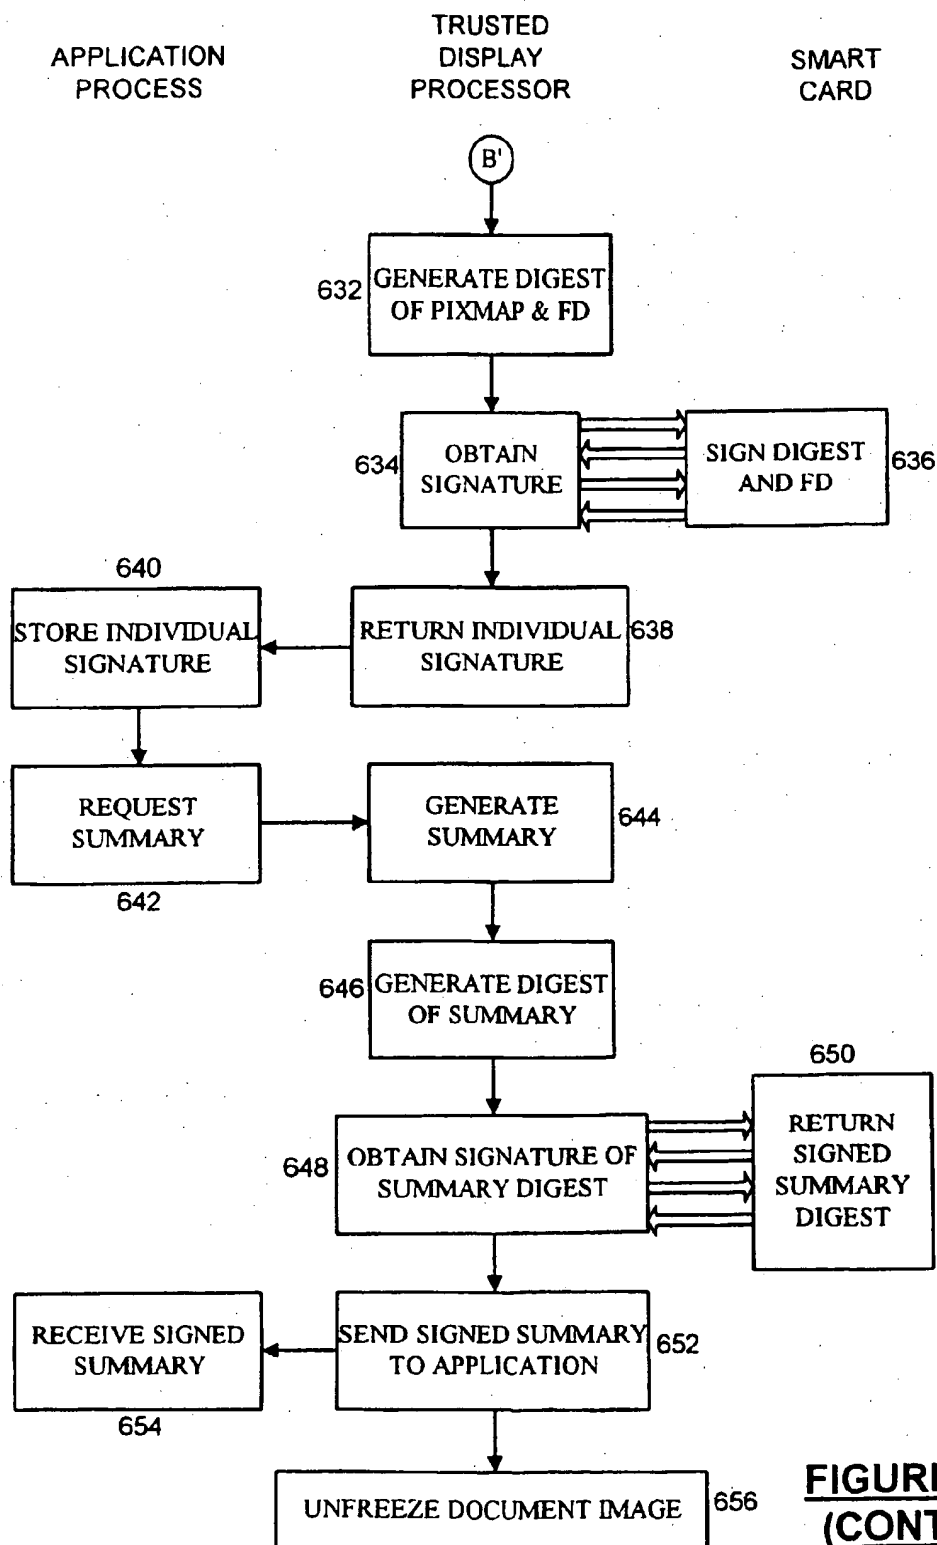 APPLICATION
PROCESS
TRUSTED
DISPLAY
PROCESSOR
SMART
CARD
B'
632
GENERATE DIGEST
OF PIXMAP & FD
634
OBTAIN
SIGNATURE
SIGN DIGEST
AND FD
636
640
STORE INDIVIDUAL
SIGNATURE
RETURN INDIVIDUAL
SIGNATURE
638
REQUEST
SUMMARY
642
GENERATE
SUMMARY
644
646
GENERATE DIGEST
OF SUMMARY
648
OBTAIN SIGNATURE OF
SUMMARY DIGEST
650
RETURN
SIGNED
SUMMARY
DIGEST
RECEIVE SIGNED
SUMMARY
654
SEND SIGNED SUMMARY
TO APPLICATION
652
UNFREEZE DOCUMENT IMAGE
656